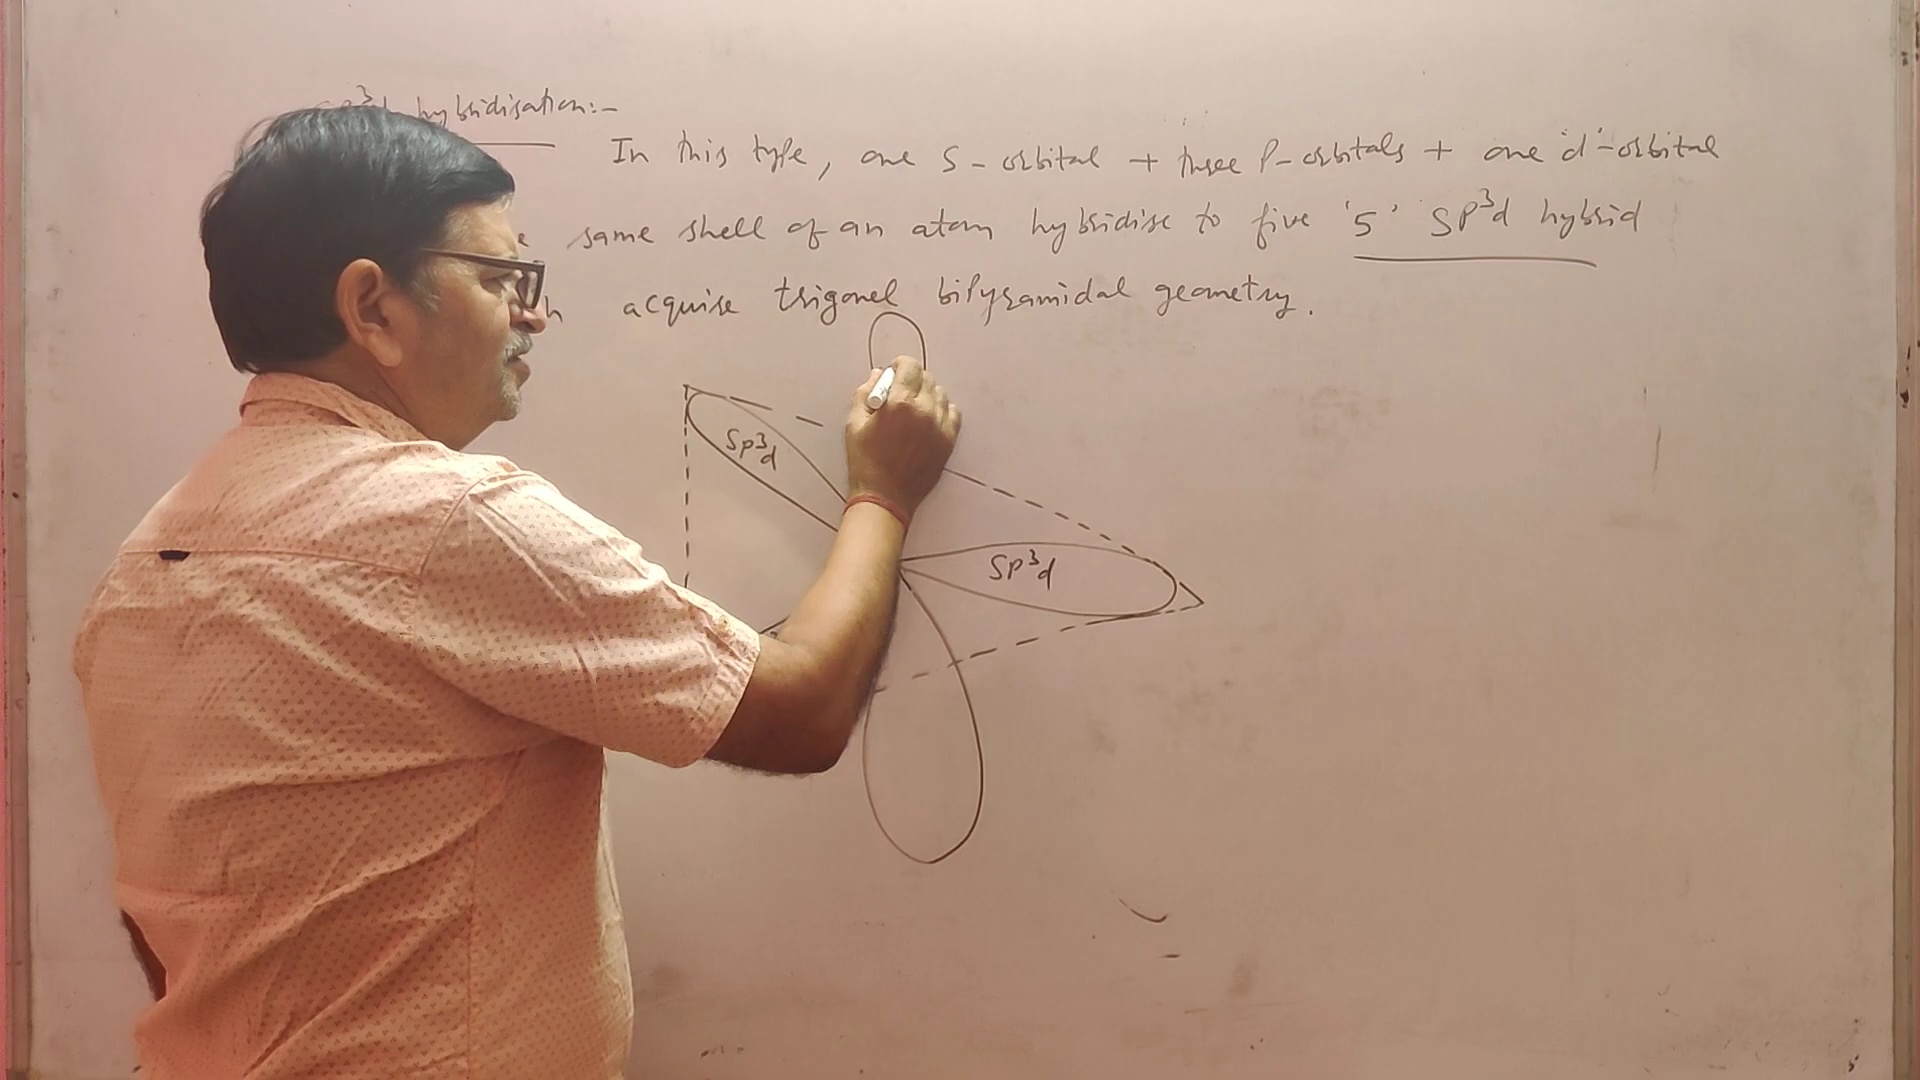 hybridisation:-
In this type, one S-orbital + three P-orbitals + one 'd'-orbital
same shell of an atom hybridise to five '5' SP³d hybrid
acquire trigonel bipyramidal geometry.
SP³d
SP³d